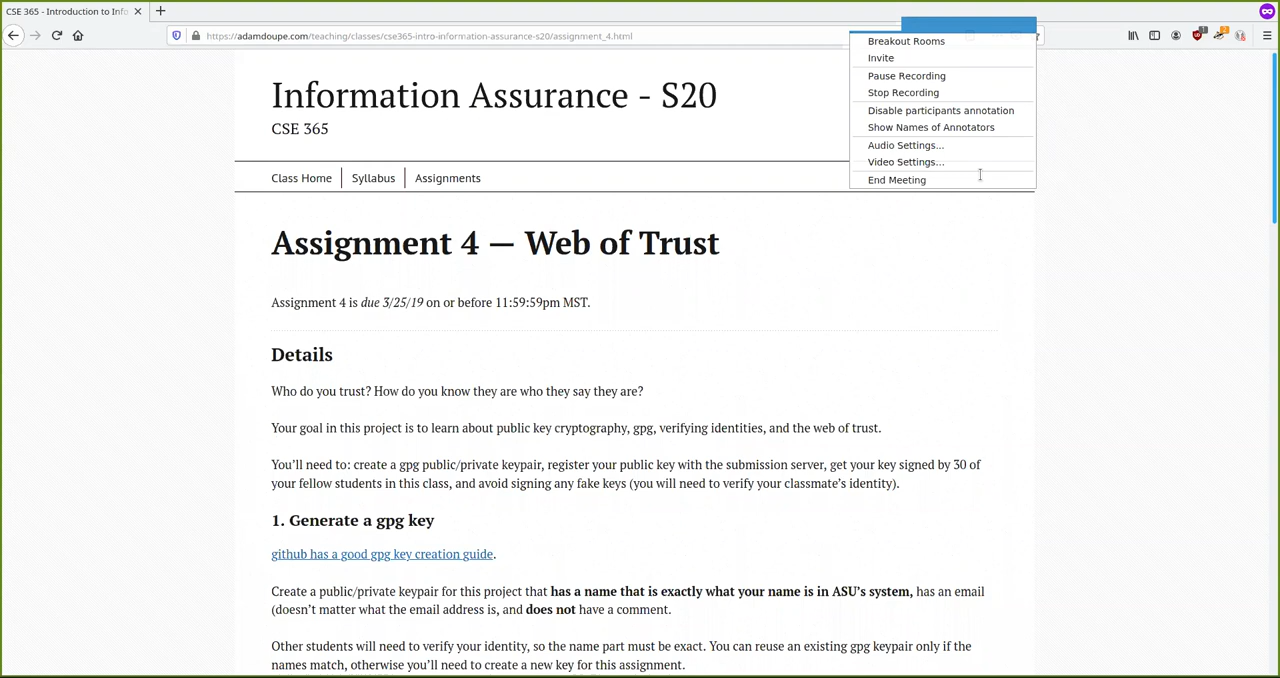 CSE 365 - Introduction to Info
https://adamdoupe.com/teaching/classes/cse365-intro-information-assurance-s20/assignment_4.html
Breakout Rooms
Invite
Pause Recording
Stop Recording
Disable participants annotation
Show Names of Annotators
Audio Settings...
Video Settings...
End Meeting
Information Assurance - S20
CSE 365
Class Home
Syllabus
Assignments
Assignment 4 — Web of Trust
Assignment 4 is due 3/25/19 on or before 11:59:59pm MST.
Details
Who do you trust? How do you know they are who they say they are?
Your goal in this project is to learn about public key cryptography, gpg, verifying identities, and the web of trust.
You’ll need to: create a gpg public/private keypair, register your public key with the submission server, get your key signed by 30 of
your fellow students in this class, and avoid signing any fake keys (you will need to verify your classmate’s identity).
1. Generate a gpg key
github has a good gpg key creation guide.
Create a public/private keypair for this project that has a name that is exactly what your name is in ASU’s system, has an email
(doesn’t matter what the email address is, and does not have a comment.
Other students will need to verify your identity, so the name part must be exact. You can reuse an existing gpg keypair only if the
names match, otherwise you’ll need to create a new key for this assignment.